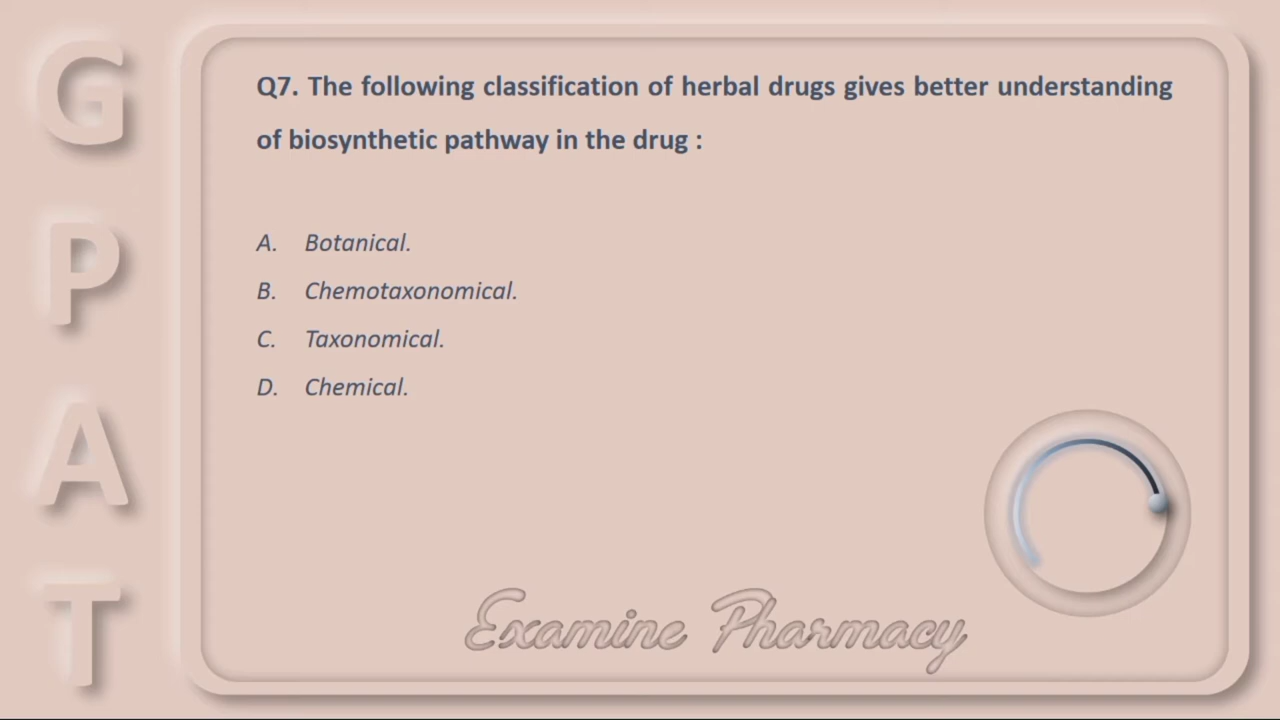 G
P
A
T
Q7. The following classification of herbal drugs gives better understanding
of biosynthetic pathway in the drug :
A. Botanical.
B. Chemotaxonomical.
C. Taxonomical.
D. Chemical.
Examine Pharmacy